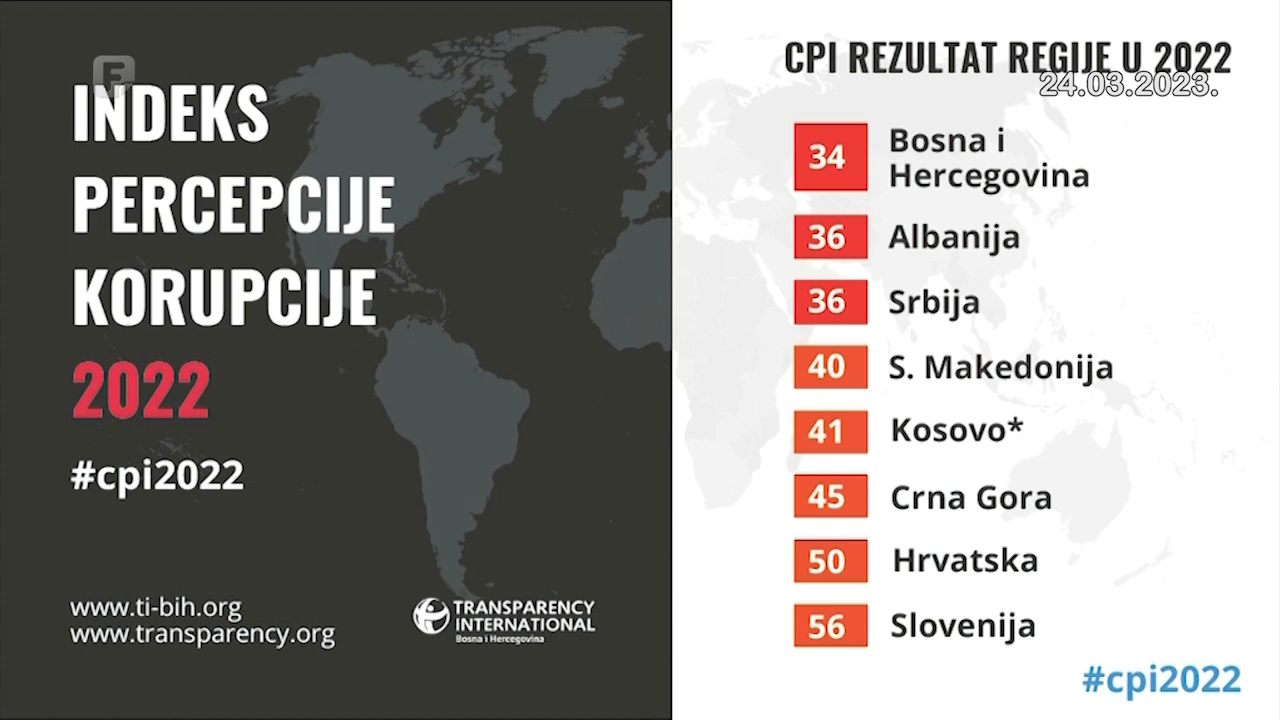 F
INDEKS
PERCEPCIJE
KORUPCIJE
2022
#cpi2022
www.ti-bih.org
www.transparency.org
TRANSPARENCY
INTERNATIONAL
Bosna i Hercegovina
CPI REZULTAT REGIJE U 2022
24.03.2023.
34 Bosna i
Hercegovina
36 Albanija
36 Srbija
40 S. Makedonija
41 Kosovo*
45 Crna Gora
50 Hrvatska
56 Slovenija
#cpi2022